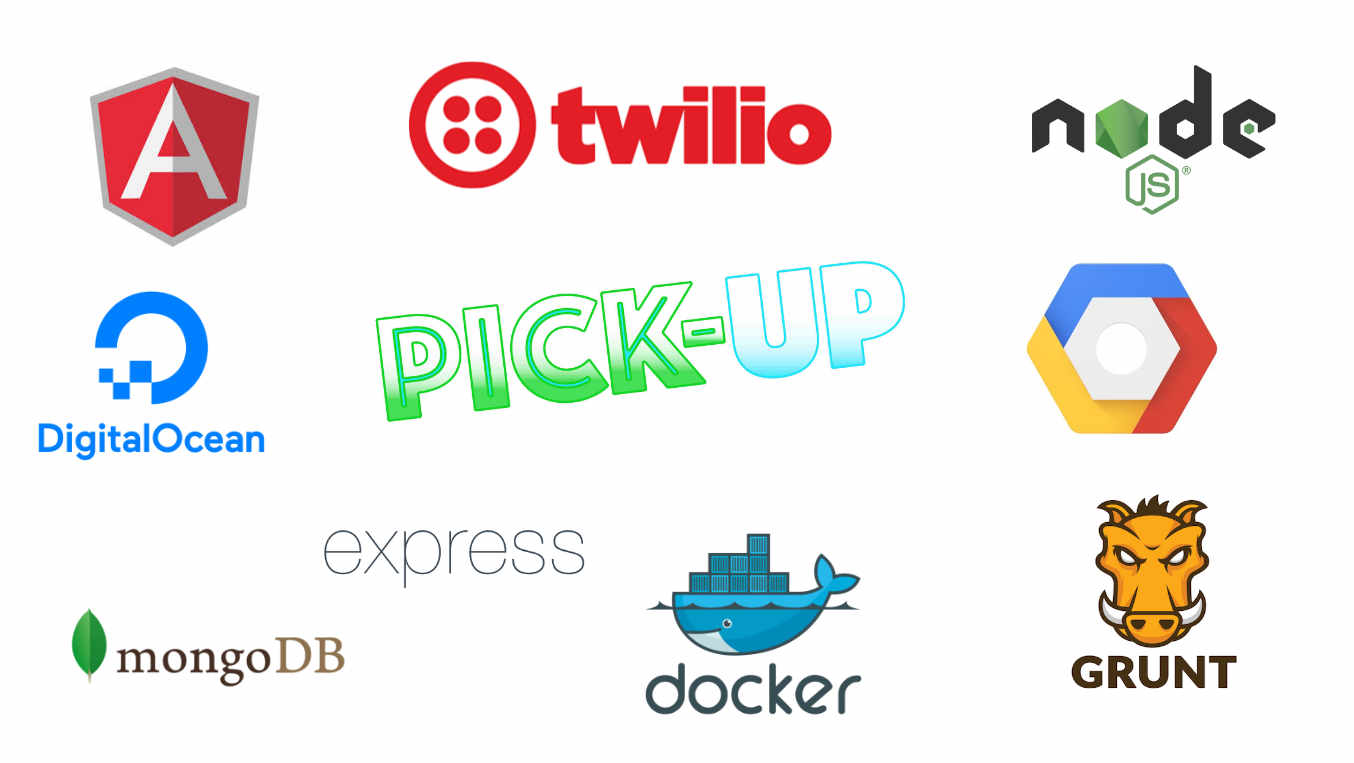 A
twilio
node
JS®
PICK-UP
DigitalOcean
express
mongoDB
docker
GRUNT